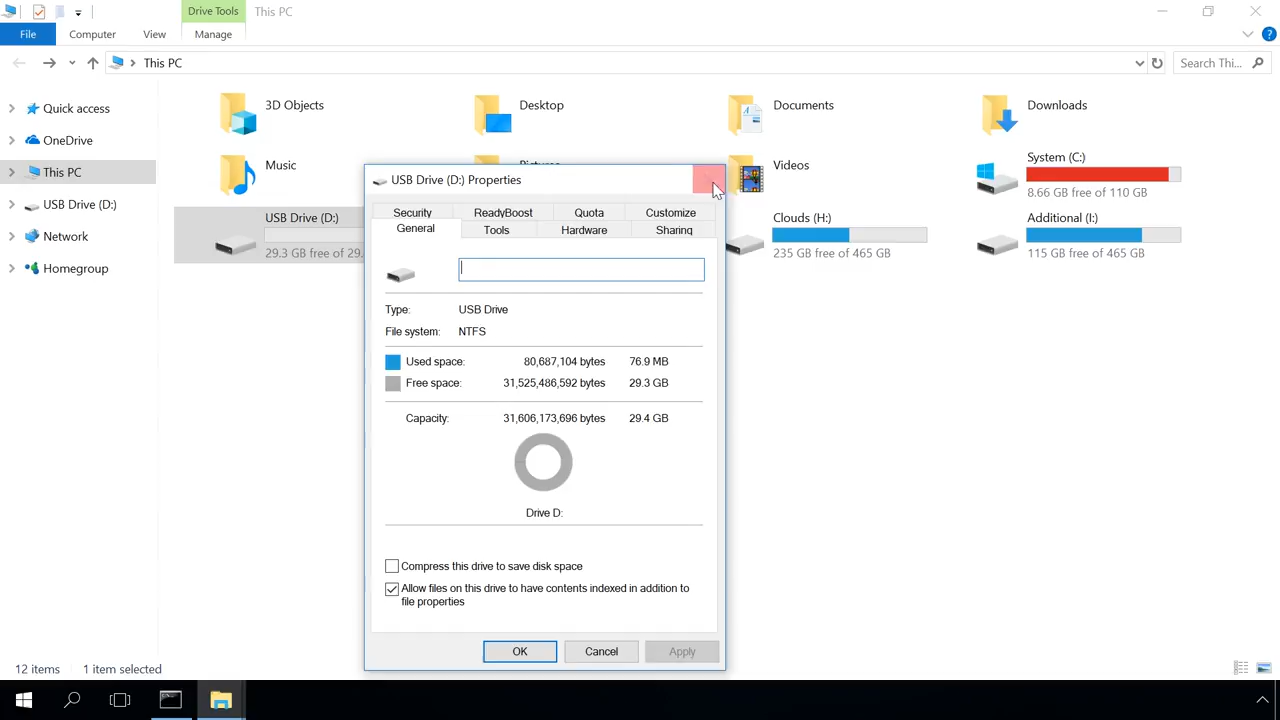 Drive Tools
This PC
File
Computer
View
Manage
This PC
Search Thi...
Quick access
OneDrive
This PC
USB Drive (D:)
Network
Homegroup
3D Objects
Desktop
Documents
Downloads
Music
Videos
System (C:)
8.66 GB free of 110 GB
USB Drive (D:)
29.3 GB free of 29.
Clouds (H:)
235 GB free of 465 GB
Additional (I:)
115 GB free of 465 GB
USB Drive (D:) Properties
Security
ReadyBoost
Quota
Customize
General
Tools
Hardware
Sharing
Type:
USB Drive
File system:
NTFS
Used space:
80,687,104 bytes
76.9 MB
Free space:
31,525,486,592 bytes
29.3 GB
Capacity:
31,606,173,696 bytes
29.4 GB
Drive D:
Compress this drive to save disk space
Allow files on this drive to have contents indexed in addition to
file properties
OK
Cancel
Apply
12 items
1 item selected